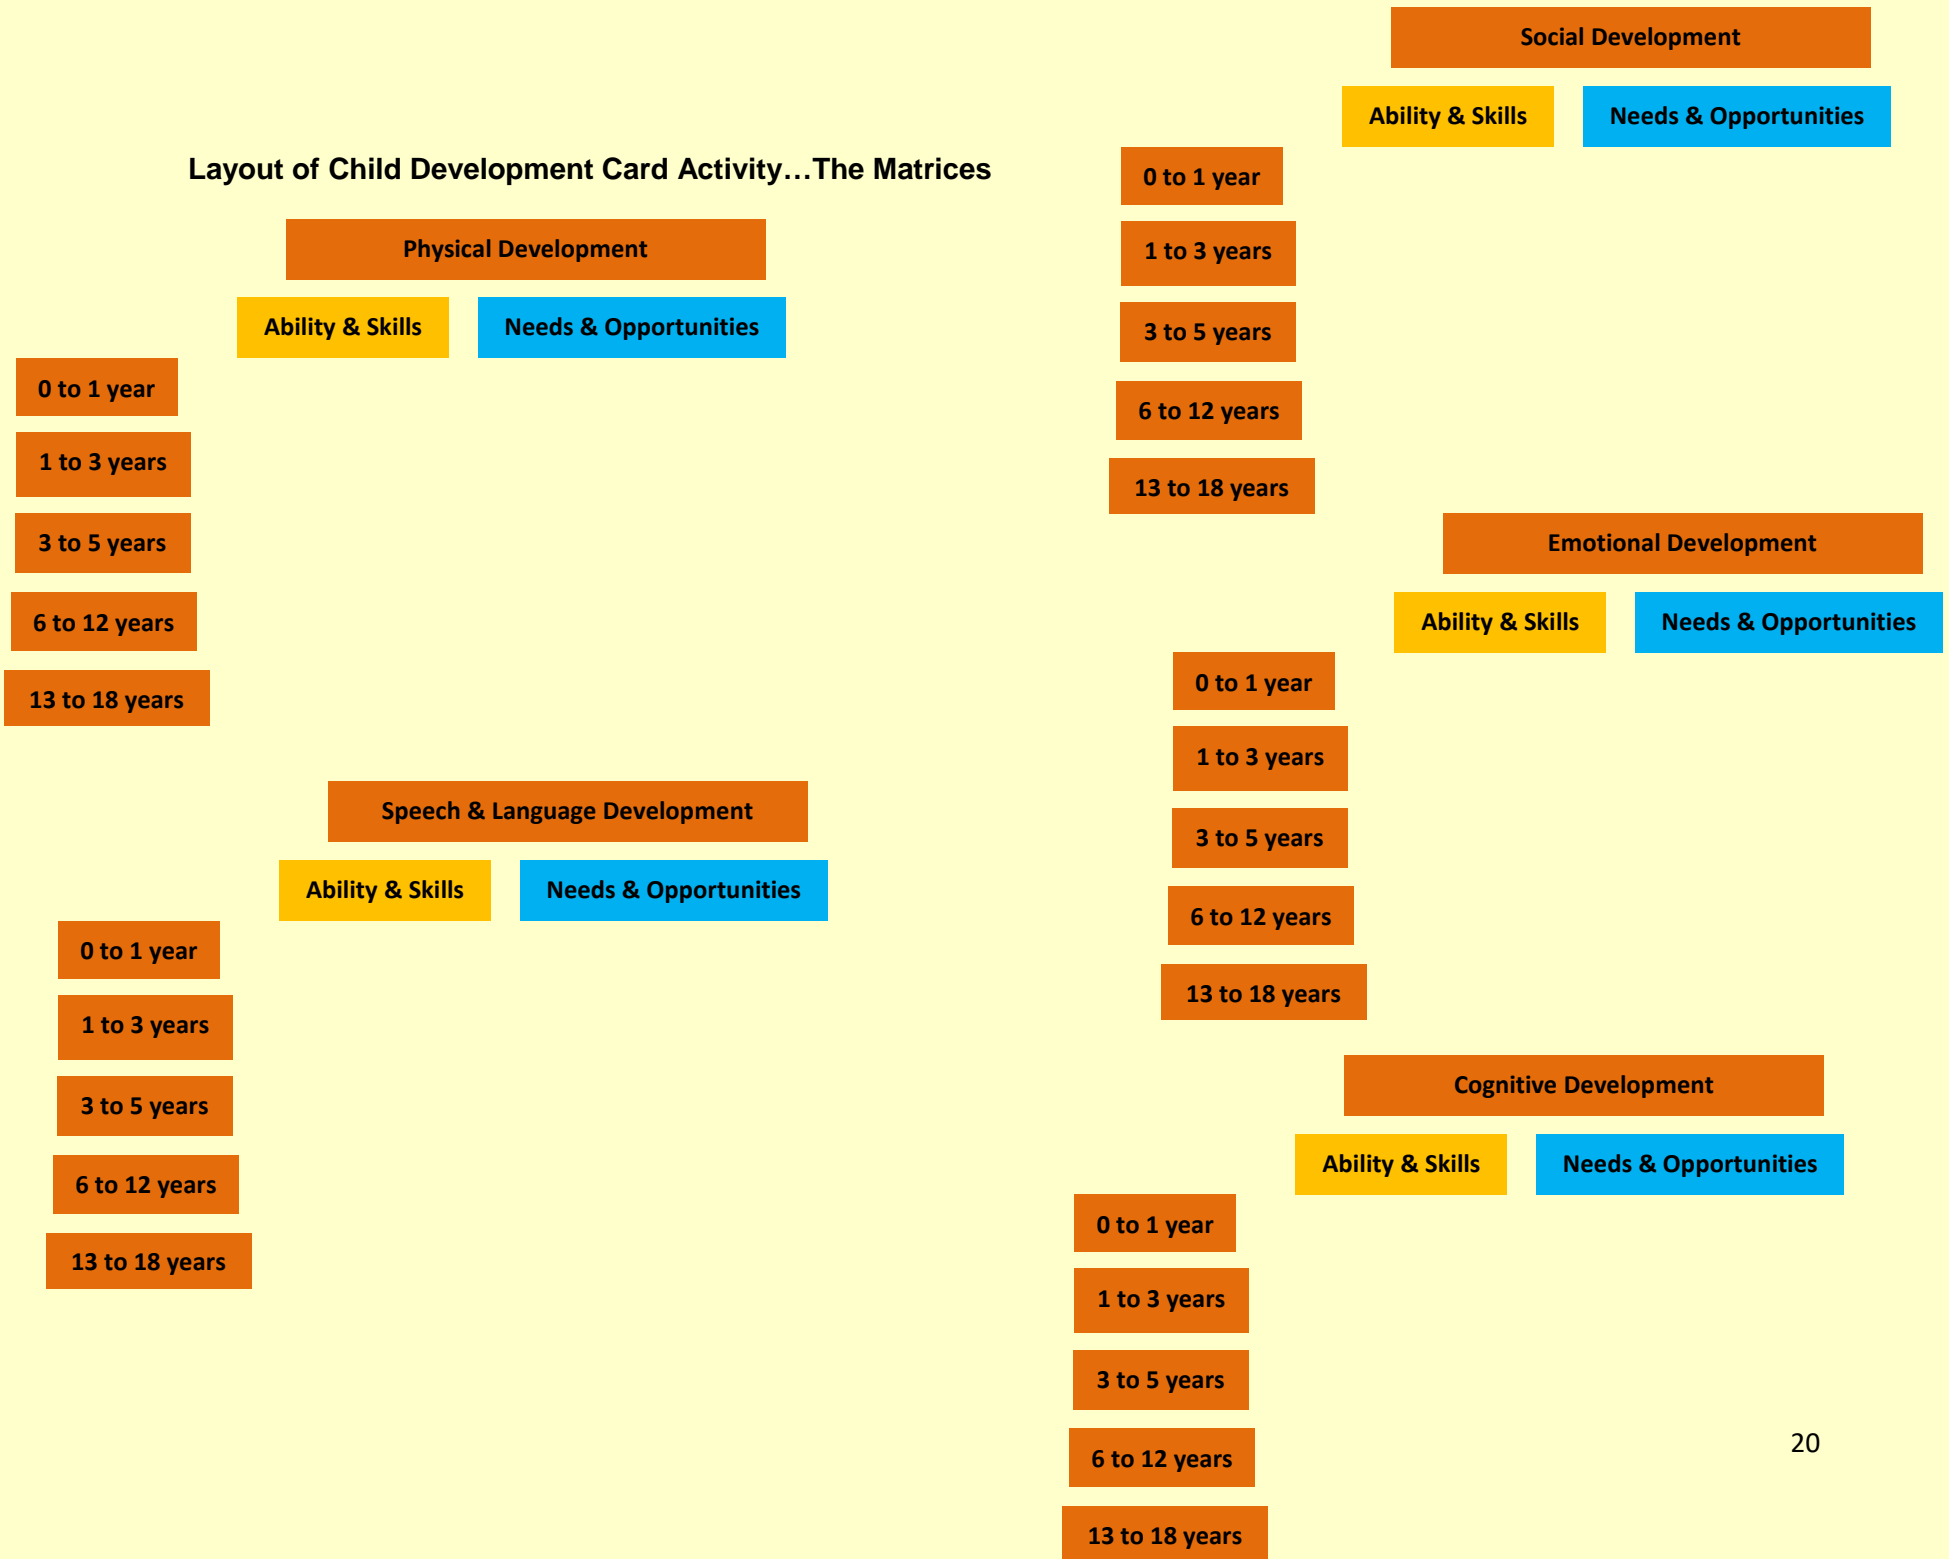 Layout of Child Development Card Activity…The Matrices
Physical Development
Ability & Skills
Needs & Opportunities
0 to 1 year
1 to 3 years
3 to 5 years
6 to 12 years
13 to 18 years
Speech & Language Development
Ability & Skills
Needs & Opportunities
0 to 1 year
1 to 3 years
3 to 5 years
6 to 12 years
13 to 18 years
Social Development
Ability & Skills
Needs & Opportunities
0 to 1 year
1 to 3 years
3 to 5 years
6 to 12 years
13 to 18 years
Emotional Development
Ability & Skills
Needs & Opportunities
0 to 1 year
1 to 3 years
3 to 5 years
6 to 12 years
13 to 18 years
Cognitive Development
Ability & Skills
Needs & Opportunities
0 to 1 year
1 to 3 years
3 to 5 years
6 to 12 years
13 to 18 years
20